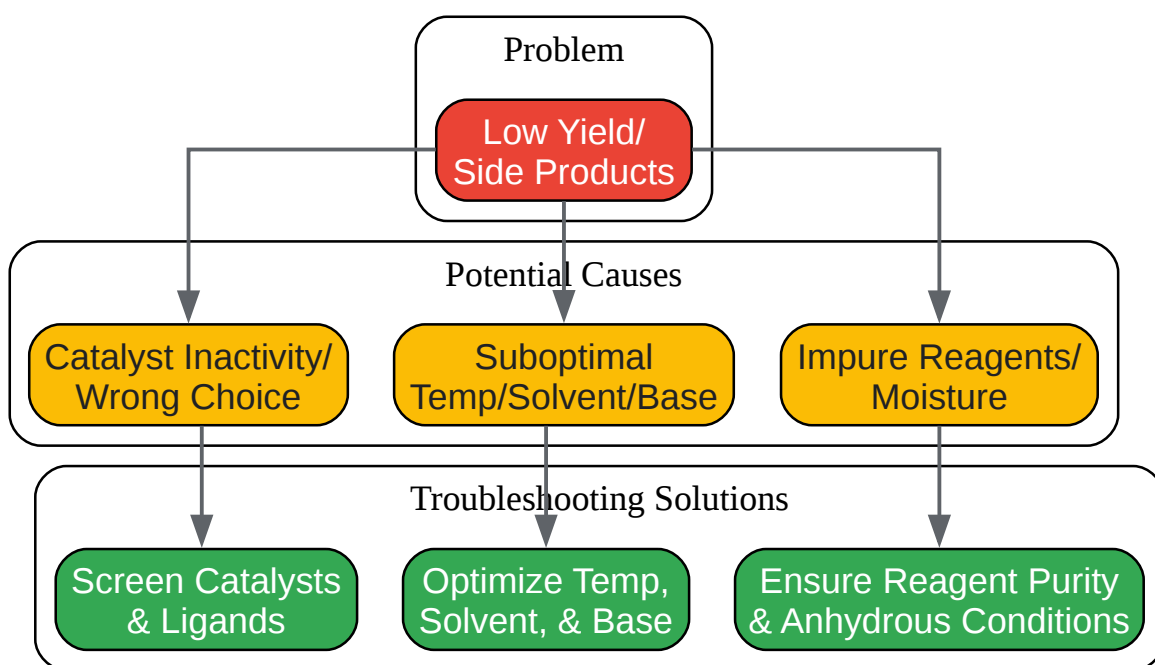 Problem
Low Yield/
Side Products
Potential Causes
Catalyst Inactivity/
Wrong Choice
Suboptimal
Temp/Solvent/Base
Impure Reagents/
Moisture
Troubleshooting Solutions
Screen Catalysts
& Ligands
Optimize Temp,
Solvent, & Base
Ensure Reagent Purity
& Anhydrous Conditions